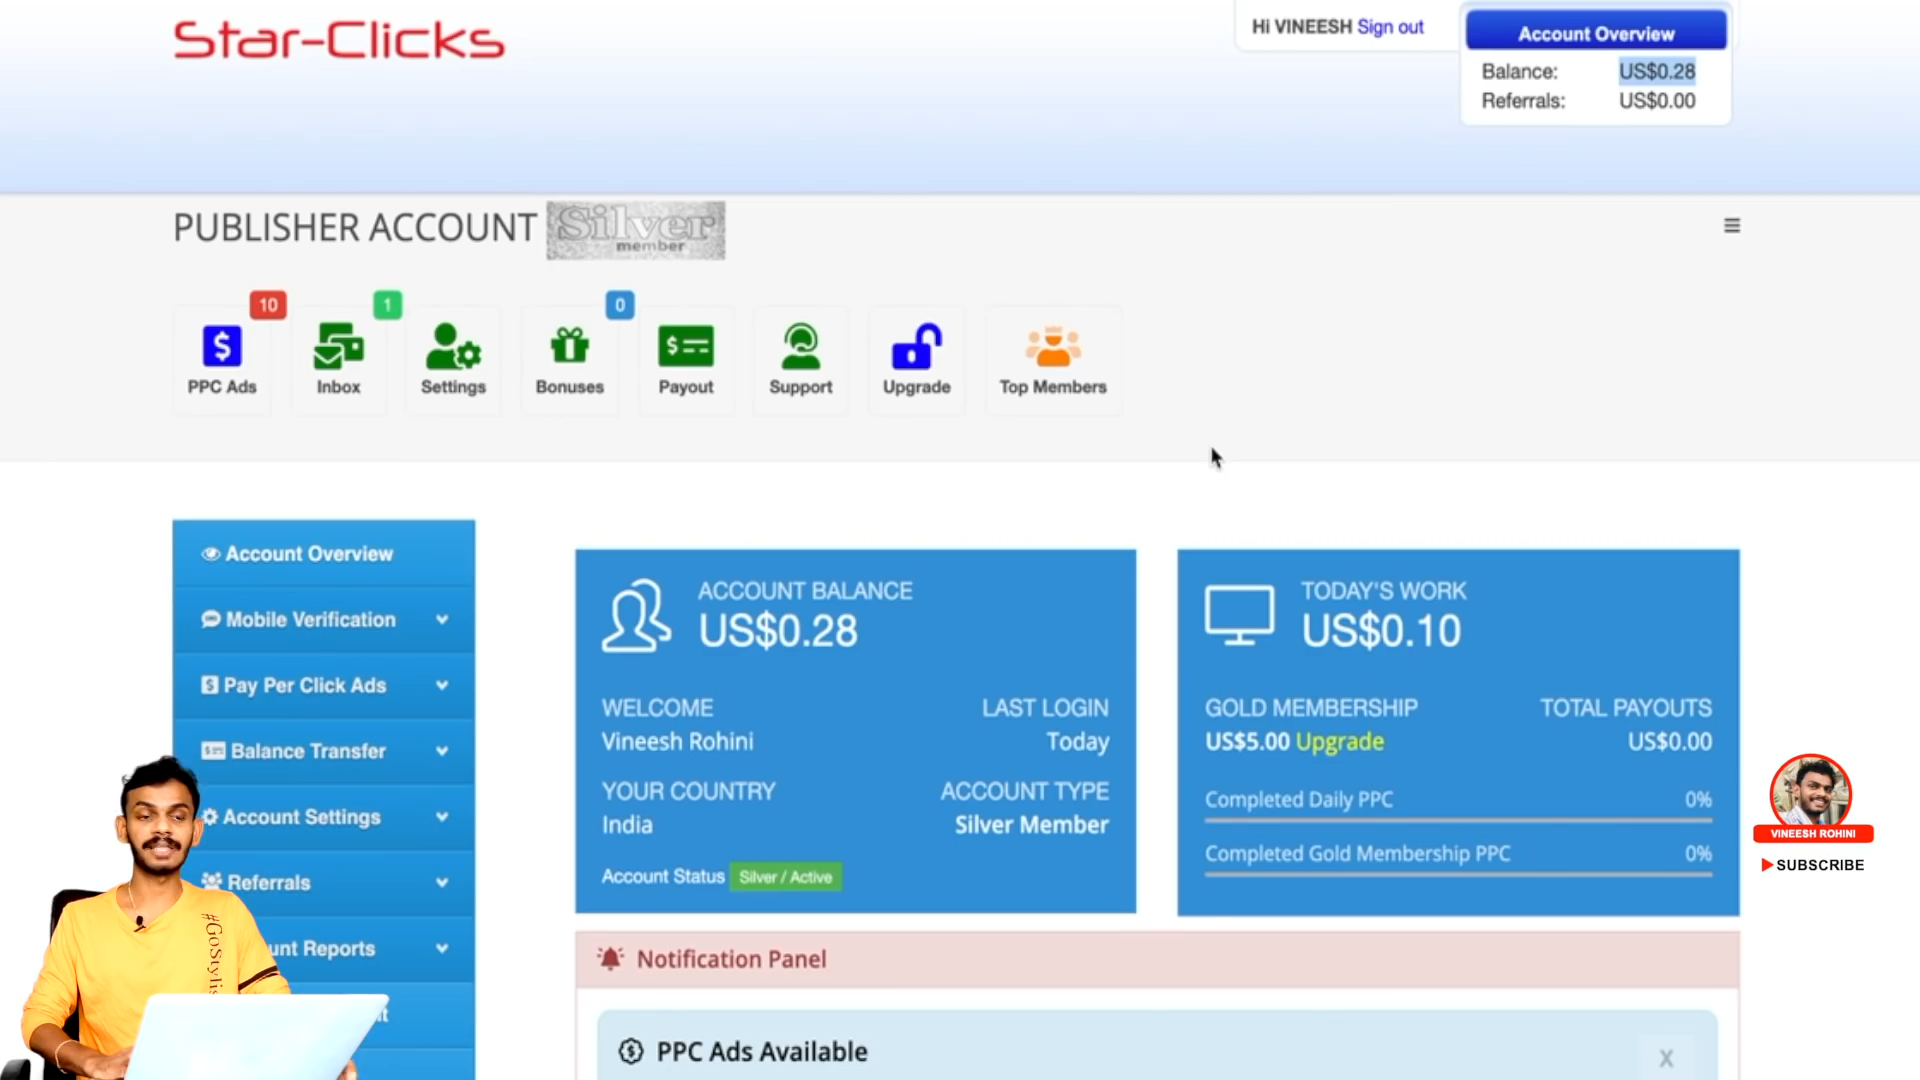 Star-Clicks
Hi VINEESH Sign out
Account Overview
Balance: US$0.28
Referrals: US$0.00
PUBLISHER ACCOUNT Silver member
10
1
0
PPC Ads
Inbox
Settings
Bonuses
Payout
Support
Upgrade
Top Members
Account Overview
Mobile Verification
Pay Per Click Ads
Balance Transfer
Account Settings
Referrals
unt Reports
ACCOUNT BALANCE
US$0.28
WELCOME
Vineesh Rohini
LAST LOGIN
Today
YOUR COUNTRY
India
ACCOUNT TYPE
Silver Member
Account Status Silver / Active
TODAY'S WORK
US$0.10
GOLD MEMBERSHIP
US$5.00 Upgrade
TOTAL PAYOUTS
US$0.00
Completed Daily PPC 0%
Completed Gold Membership PPC 0%
Notification Panel
PPC Ads Available
X
#GoStylis
VINEESH ROHINI
SUBSCRIBE